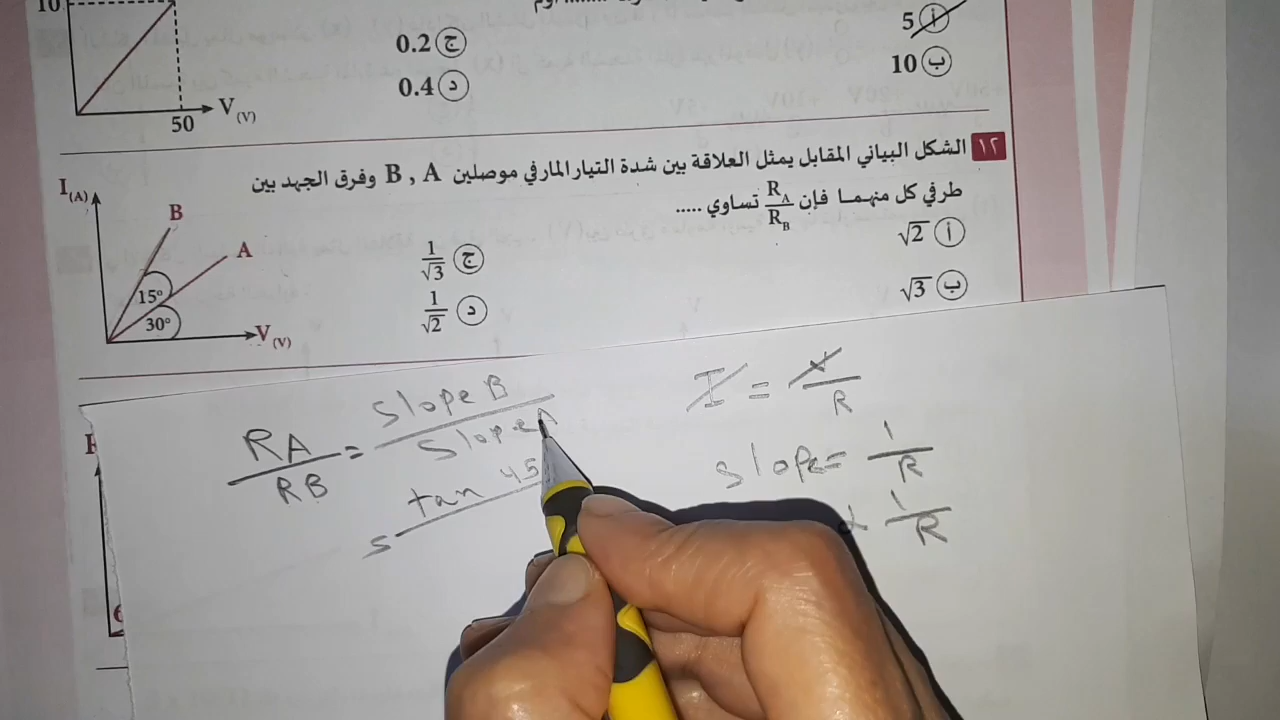 10
V(V)
50
5 أ
10 ب
0.2 ج
0.4 د
١٢ الشكل البياني المقابل يمثل العلاقة بين شدة التيار المار في موصلين A , B وفرق الجهد بين
طرفي كل منهما فإن R_A/R_B تساوي .....
أ √2
ب √3
ج 1/√3
د 1/√2
I(A)
B
A
15°
30°
V(V)
RA/RB = Slope B/Slope A
tan 45
I = V/R
slope = 1/R
1/R